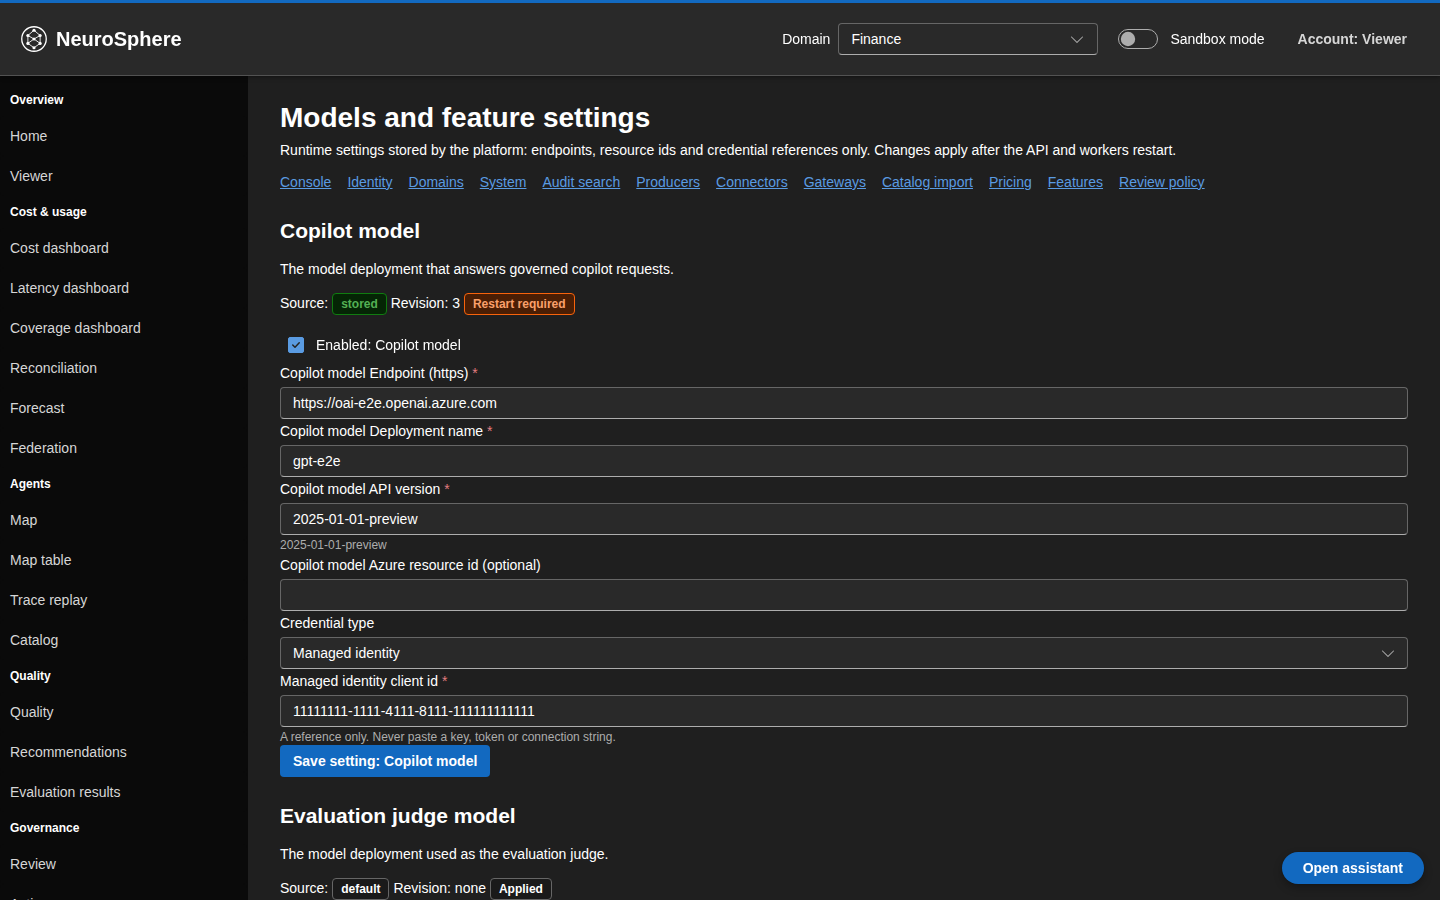 NeuroSphere
Domain
Finance
Sandbox mode
Account: Viewer
Overview
Home
Viewer
Cost & usage
Cost dashboard
Latency dashboard
Coverage dashboard
Reconciliation
Forecast
Federation
Agents
Map
Map table
Trace replay
Catalog
Quality
Quality
Recommendations
Evaluation results
Governance
Review
Models and feature settings
Runtime settings stored by the platform: endpoints, resource ids and credential references only. Changes apply after the API and workers restart.
Console Identity Domains System Audit search Producers Connectors Gateways Catalog import Pricing Features Review policy
Copilot model
The model deployment that answers governed copilot requests.
Source: stored Revision: 3 Restart required
Enabled: Copilot model
Copilot model Endpoint (https) *
https://oai-e2e.openai.azure.com
Copilot model Deployment name *
gpt-e2e
Copilot model API version *
2025-01-01-preview
2025-01-01-preview
Copilot model Azure resource id (optional)
Credential type
Managed identity
Managed identity client id *
11111111-1111-4111-8111-111111111111
A reference only. Never paste a key, token or connection string.
Save setting: Copilot model
Evaluation judge model
The model deployment used as the evaluation judge.
Source: default Revision: none Applied
Open assistant